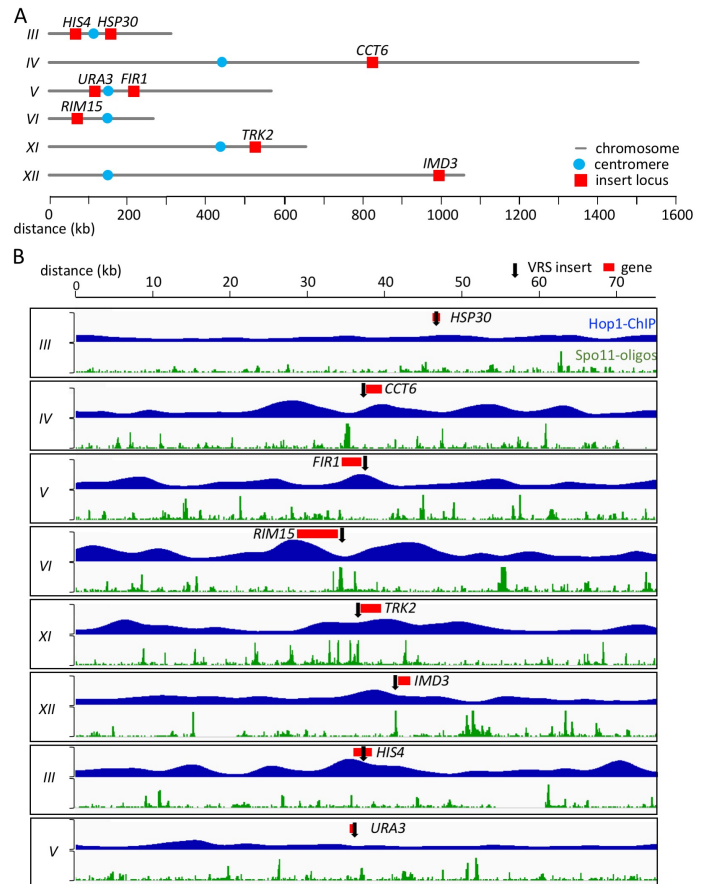 A
HIS4 HSP30
III
CCT6
IV
URA3 FIR1
V
RIM15
VI
TRK2
XI
IMD3
XII
chromosome
centromere
insert locus
0 200 400 600 800 1000 1200 1400 1600
distance (kb)
B
distance (kb)
VRS insert gene
0 10 20 30 40 50 60 70
HSP30
Hop1-ChIP
III
Spo11-oligos
CCT6
IV
FIR1
V
RIM15
VI
TRK2
XI
IMD3
XII
HIS4
III
URA3
V